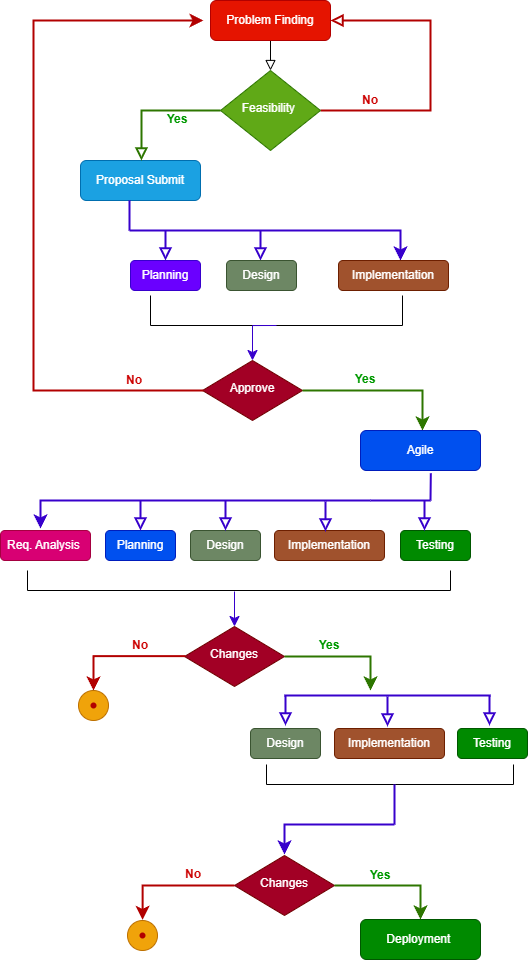 Problem Finding
Feasibility
No
Yes
Proposal Submit
Planning
Design
Implementation
No
Approve
Yes
Agile
Req. Analysis
Planning
Design
Implementation
Testing
No
Changes
Yes
Design
Implementation
Testing
No
Changes
Yes
Deployment